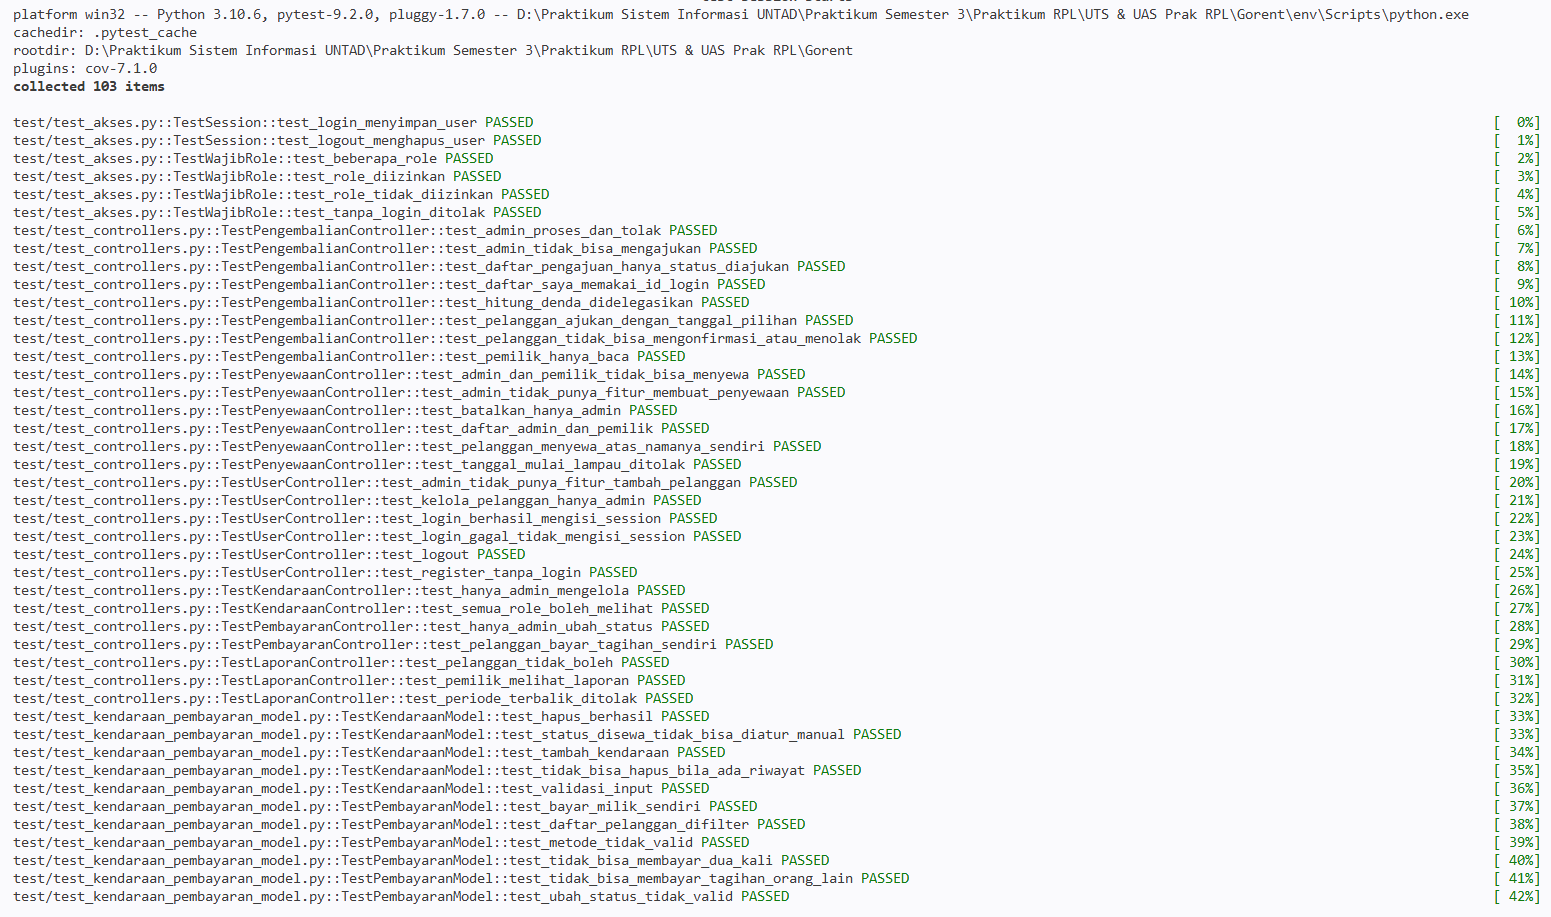 platform win32 -- Python 3.10.6, pytest-9.2.0, pluggy-1.7.0 -- D:\Praktikum Sistem Informasi UNTAD\Praktikum Semester 3\Praktikum RPL\UTS & UAS Prak RPL\Gorent\env\Scripts\python.exe
cachedir: .pytest_cache
rootdir: D:\Praktikum Sistem Informasi UNTAD\Praktikum Semester 3\Praktikum RPL\UTS & UAS Prak RPL\Gorent
plugins: cov-7.1.0
collected 103 items
test/test_akses.py::TestSession::test_login_menyimpan_user PASSED [  0%]
test/test_akses.py::TestSession::test_logout_menghapus_user PASSED [  1%]
test/test_akses.py::TestWajibRole::test_beberapa_role PASSED [  2%]
test/test_akses.py::TestWajibRole::test_role_diizinkan PASSED [  3%]
test/test_akses.py::TestWajibRole::test_role_tidak_diizinkan PASSED [  4%]
test/test_akses.py::TestWajibRole::test_tanpa_login_ditolak PASSED [  5%]
test/test_controllers.py::TestPengembalianController::test_admin_proses_dan_tolak PASSED [  6%]
test/test_controllers.py::TestPengembalianController::test_admin_tidak_bisa_mengajukan PASSED [  7%]
test/test_controllers.py::TestPengembalianController::test_daftar_pengajuan_hanya_status_diajukan PASSED [  8%]
test/test_controllers.py::TestPengembalianController::test_daftar_saya_memakai_id_login PASSED [  9%]
test/test_controllers.py::TestPengembalianController::test_hitung_denda_didelegasikan PASSED [ 10%]
test/test_controllers.py::TestPengembalianController::test_pelanggan_ajukan_dengan_tanggal_pilihan PASSED [ 11%]
test/test_controllers.py::TestPengembalianController::test_pelanggan_tidak_bisa_mengonfirmasi_atau_menolak PASSED [ 12%]
test/test_controllers.py::TestPengembalianController::test_pemilik_hanya_baca PASSED [ 13%]
test/test_controllers.py::TestPenyewaanController::test_admin_dan_pemilik_tidak_bisa_menyewa PASSED [ 14%]
test/test_controllers.py::TestPenyewaanController::test_admin_tidak_punya_fitur_membuat_penyewaan PASSED [ 15%]
test/test_controllers.py::TestPenyewaanController::test_batalkan_hanya_admin PASSED [ 16%]
test/test_controllers.py::TestPenyewaanController::test_daftar_admin_dan_pemilik PASSED [ 17%]
test/test_controllers.py::TestPenyewaanController::test_pelanggan_menyewa_atas_namanya_sendiri PASSED [ 18%]
test/test_controllers.py::TestPenyewaanController::test_tanggal_mulai_lampau_ditolak PASSED [ 19%]
test/test_controllers.py::TestUserController::test_admin_tidak_punya_fitur_tambah_pelanggan PASSED [ 20%]
test/test_controllers.py::TestUserController::test_kelola_pelanggan_hanya_admin PASSED [ 21%]
test/test_controllers.py::TestUserController::test_login_berhasil_mengisi_session PASSED [ 22%]
test/test_controllers.py::TestUserController::test_login_gagal_tidak_mengisi_session PASSED [ 23%]
test/test_controllers.py::TestUserController::test_logout PASSED [ 24%]
test/test_controllers.py::TestUserController::test_register_tanpa_login PASSED [ 25%]
test/test_controllers.py::TestKendaraanController::test_hanya_admin_mengelola PASSED [ 26%]
test/test_controllers.py::TestKendaraanController::test_semua_role_boleh_melihat PASSED [ 27%]
test/test_controllers.py::TestPembayaranController::test_hanya_admin_ubah_status PASSED [ 28%]
test/test_controllers.py::TestPembayaranController::test_pelanggan_bayar_tagihan_sendiri PASSED [ 29%]
test/test_controllers.py::TestLaporanController::test_pelanggan_tidak_boleh PASSED [ 30%]
test/test_controllers.py::TestLaporanController::test_pemilik_melihat_laporan PASSED [ 31%]
test/test_controllers.py::TestLaporanController::test_periode_terbalik_ditolak PASSED [ 32%]
test/test_kendaraan_pembayaran_model.py::TestKendaraanModel::test_hapus_berhasil PASSED [ 33%]
test/test_kendaraan_pembayaran_model.py::TestKendaraanModel::test_status_disewa_tidak_bisa_diatur_manual PASSED [ 33%]
test/test_kendaraan_pembayaran_model.py::TestKendaraanModel::test_tambah_kendaraan PASSED [ 34%]
test/test_kendaraan_pembayaran_model.py::TestKendaraanModel::test_tidak_bisa_hapus_bila_ada_riwayat PASSED [ 35%]
test/test_kendaraan_pembayaran_model.py::TestKendaraanModel::test_validasi_input PASSED [ 36%]
test/test_kendaraan_pembayaran_model.py::TestPembayaranModel::test_bayar_milik_sendiri PASSED [ 37%]
test/test_kendaraan_pembayaran_model.py::TestPembayaranModel::test_daftar_pelanggan_difilter PASSED [ 38%]
test/test_kendaraan_pembayaran_model.py::TestPembayaranModel::test_metode_tidak_valid PASSED [ 39%]
test/test_kendaraan_pembayaran_model.py::TestPembayaranModel::test_tidak_bisa_membayar_dua_kali PASSED [ 40%]
test/test_kendaraan_pembayaran_model.py::TestPembayaranModel::test_tidak_bisa_membayar_tagihan_orang_lain PASSED [ 41%]
test/test_kendaraan_pembayaran_model.py::TestPembayaranModel::test_ubah_status_tidak_valid PASSED [ 42%]